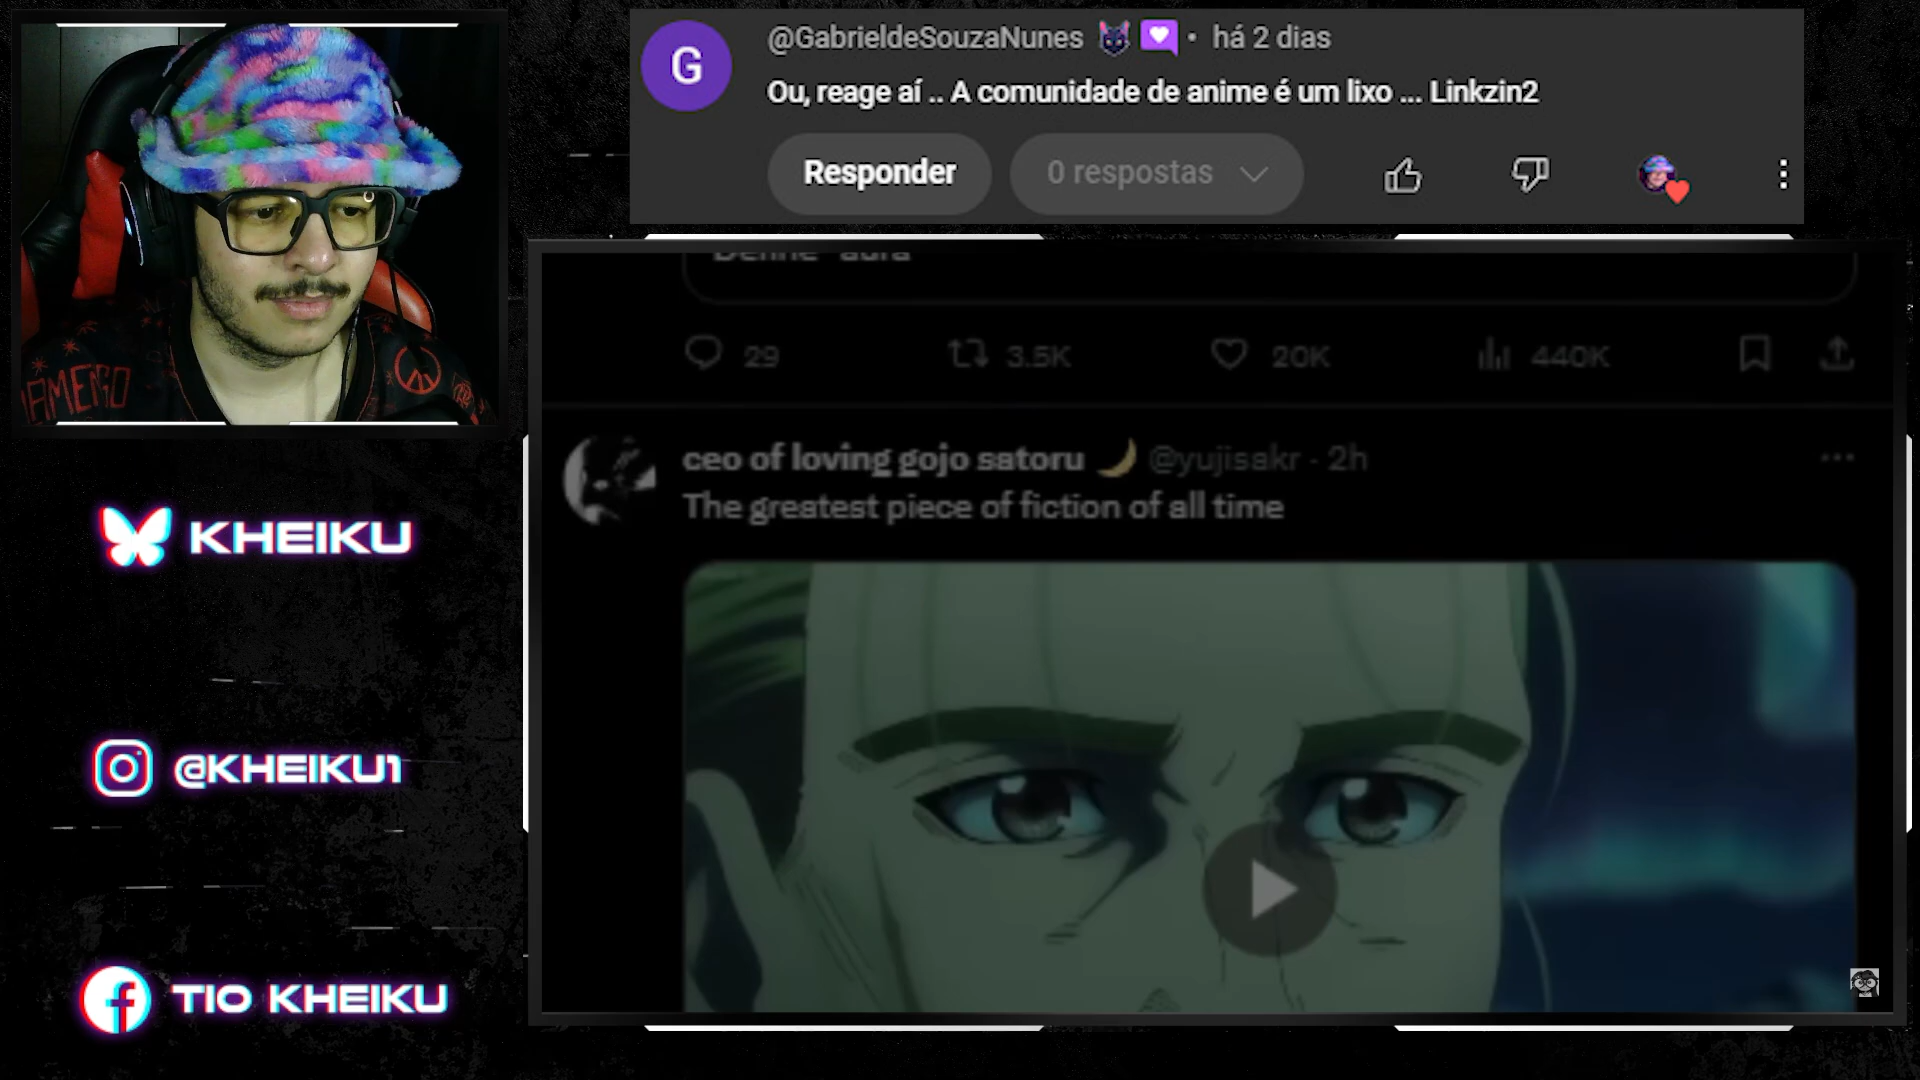 @GabrieldeSouzaNunes • há 2 dias
Ou, reage aí .. A comunidade de anime é um lixo ... Linkzin2
Responder
0 respostas
Define "aura"
29
3.5K
20K
440K
ceo of loving gojo satoru 🌙 @yujisakr · 2h
The greatest piece of fiction of all time
KHEIKU
@KHEIKU1
TIO KHEIKU